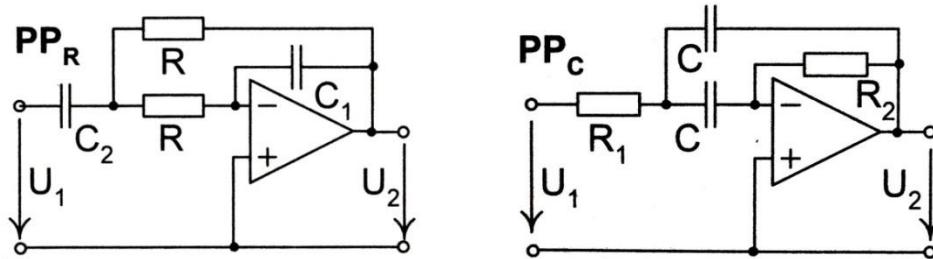 PP_R
R
C_1
R
C_2
−
+
U_1
U_2
PP_C
C
R_2
C
R_1
−
+
U_1
U_2